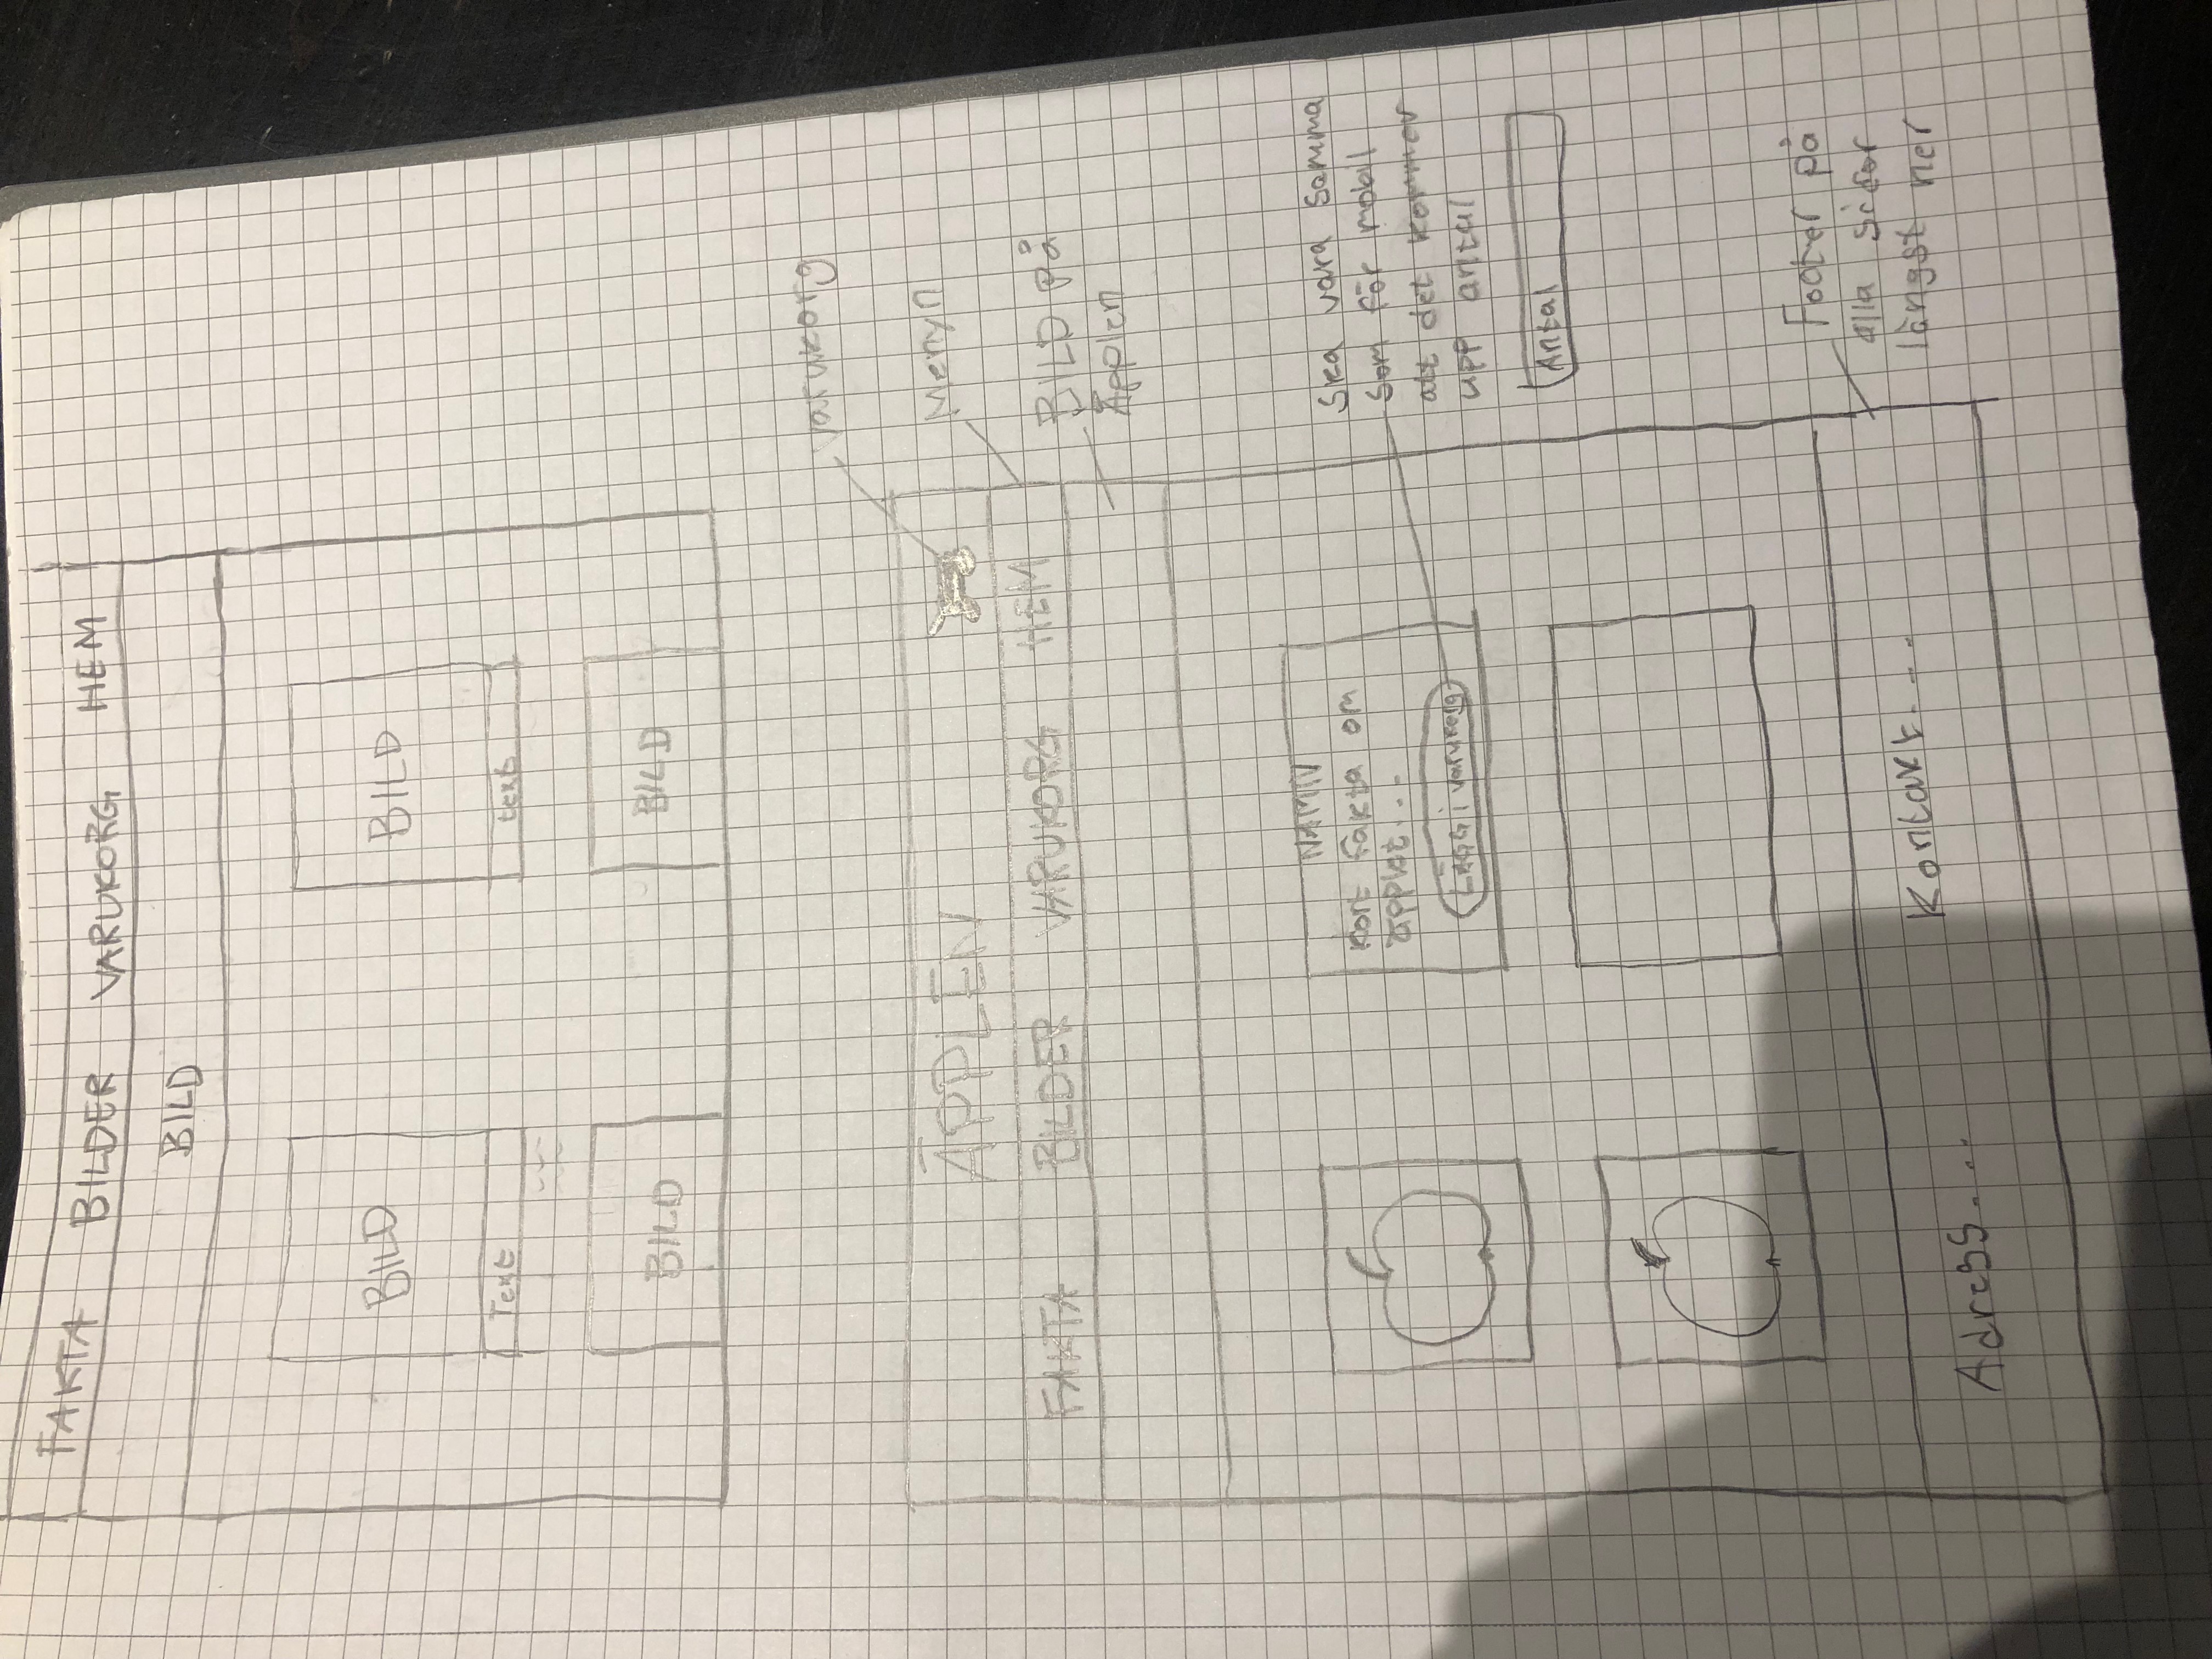 FAKTA BILDER VARUKORG HEM
BILD
BILD BILD
Text text
BILD BILD
varukorg
ÄPPLEN
Menyn
FAKTA BILDER VARUKORG HEM
BILD på
Äpplen
NAMN
Kort fakta om
äpplet...
LÄGG i varukorg
Ska vara samma
som för mobil
att det kommer
upp antal
Antal
Footer på
alla sidor
längst ner
Adress....
Kontakt...